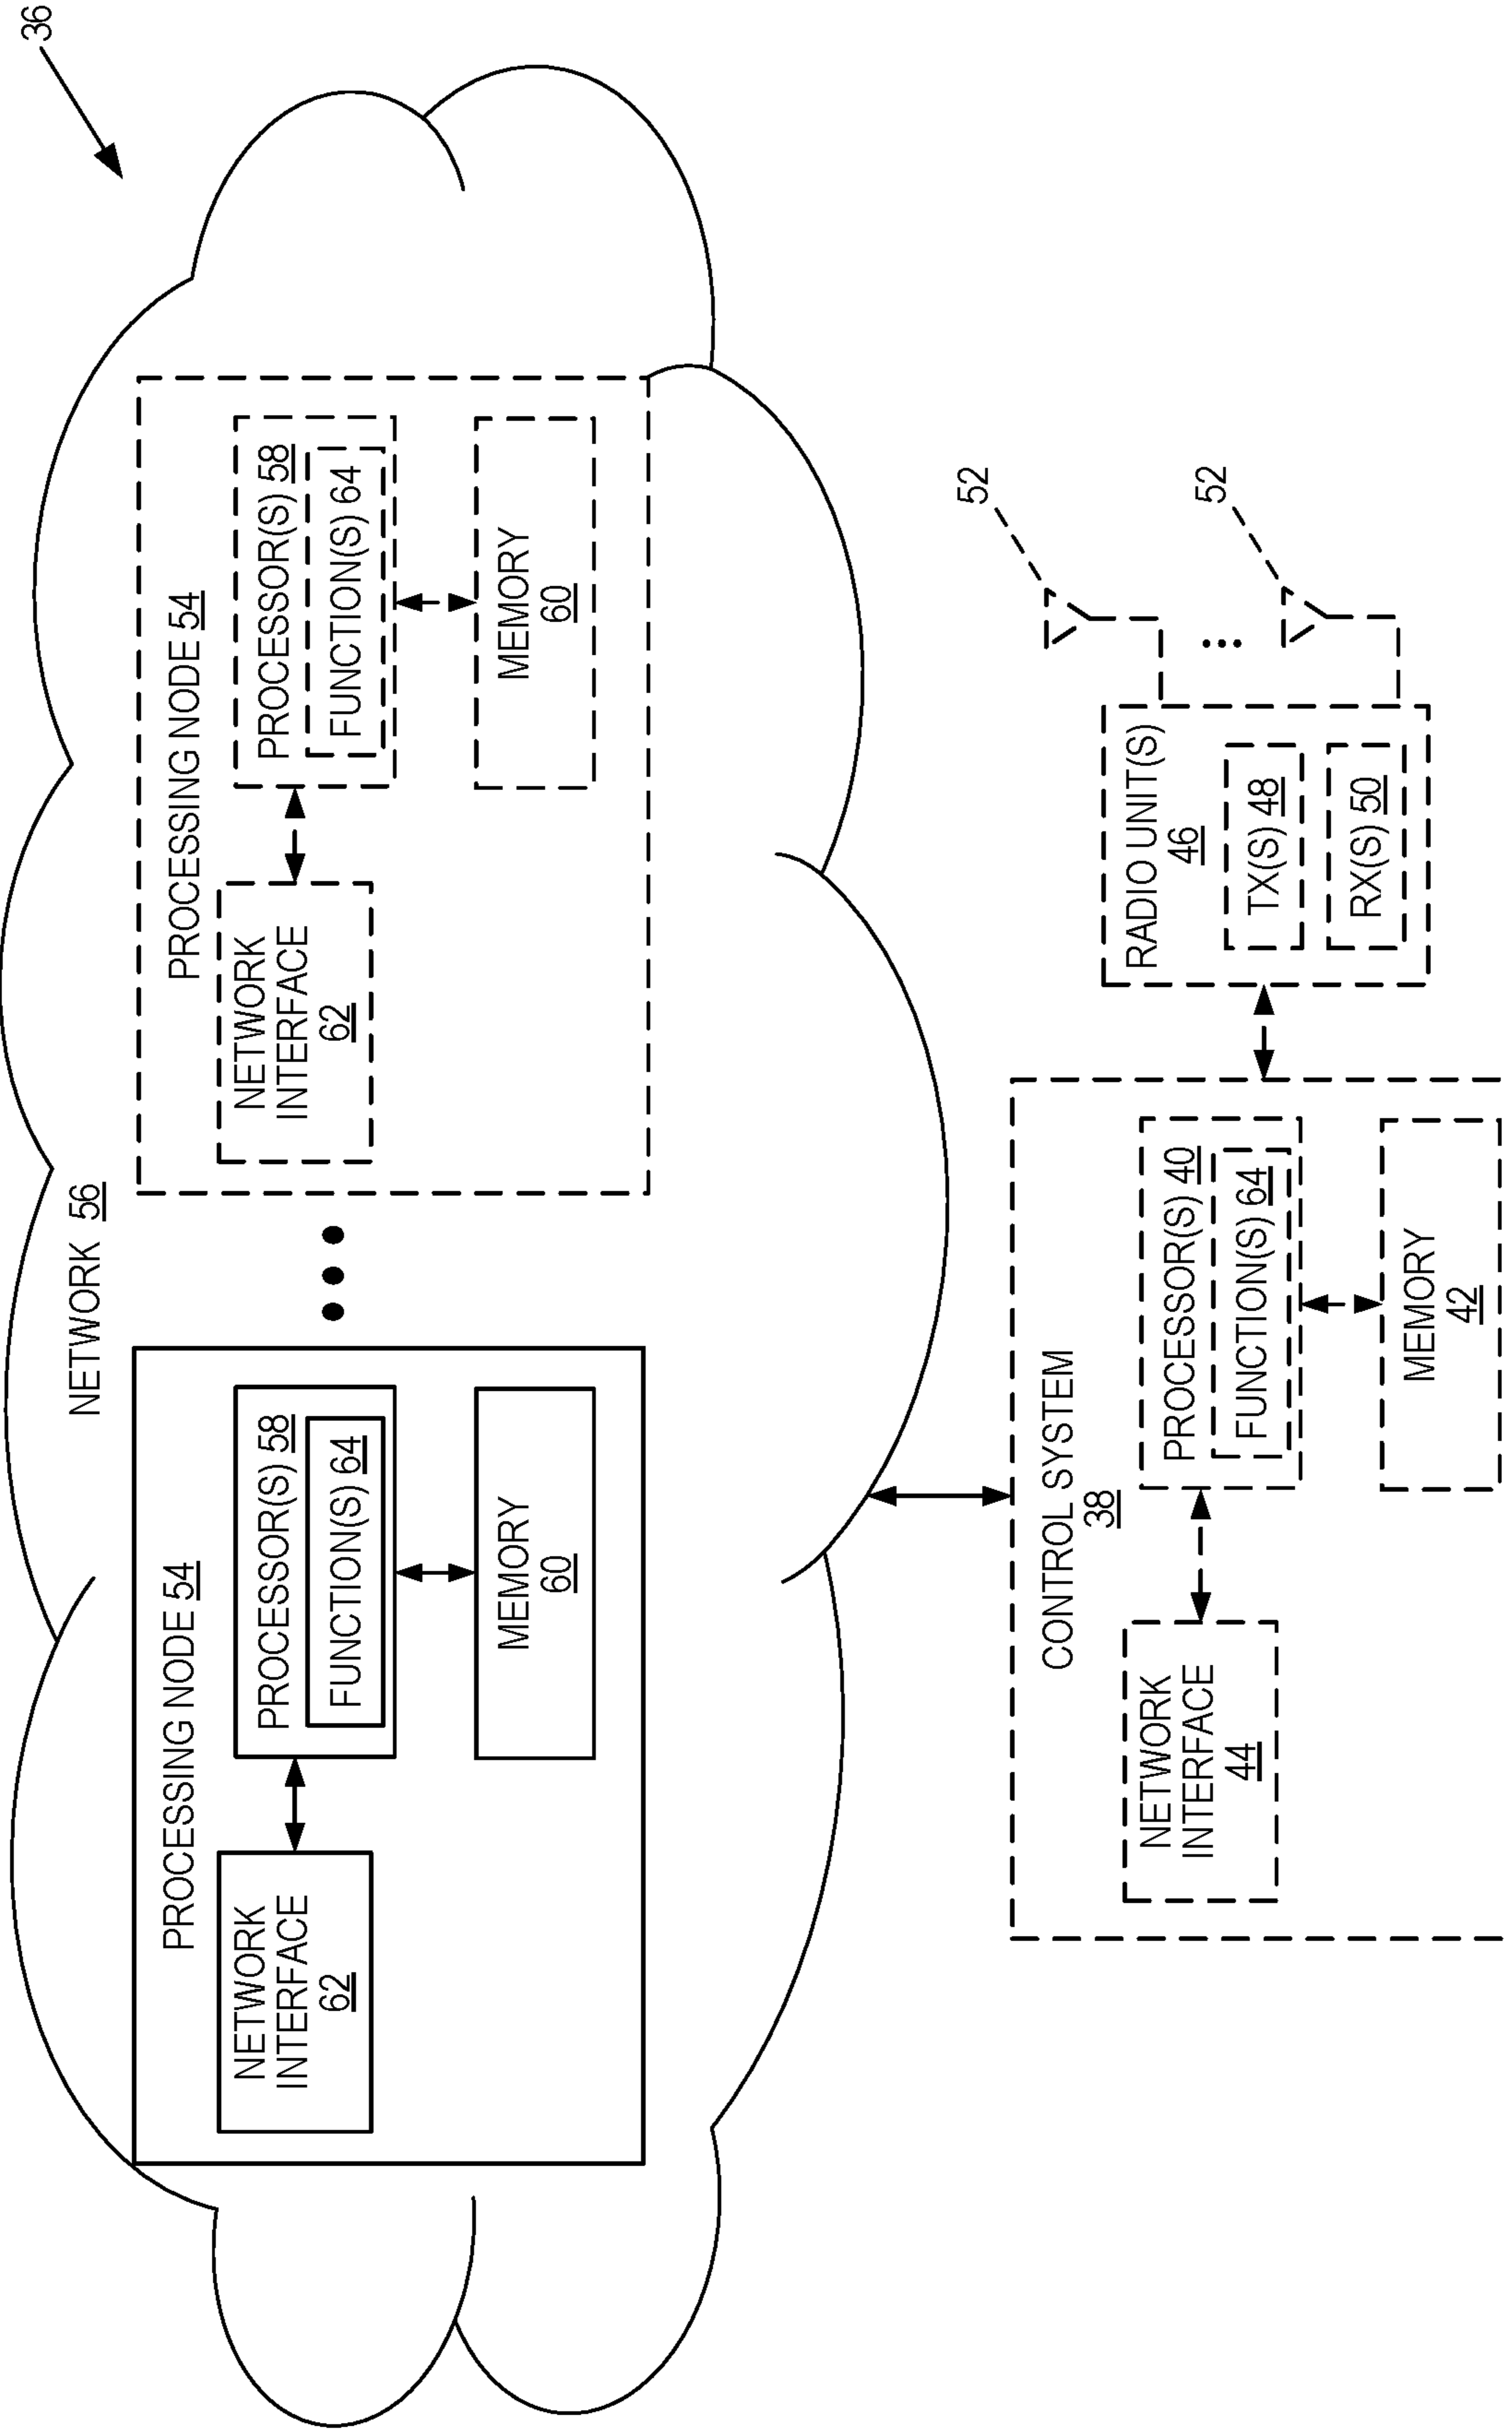 36
NETWORK 56
PROCESSING NODE 54
NETWORK
INTERFACE
62
PROCESSOR(S) 58
FUNCTION(S) 64
MEMORY
60
PROCESSING NODE 54
NETWORK
INTERFACE
62
PROCESSOR(S) 58
FUNCTION(S) 64
MEMORY
60
CONTROL SYSTEM
38
NETWORK
INTERFACE
44
PROCESSOR(S) 40
FUNCTION(S) 64
MEMORY
42
RADIO UNIT(S)
46
TX(S) 48
RX(S) 50
52
52